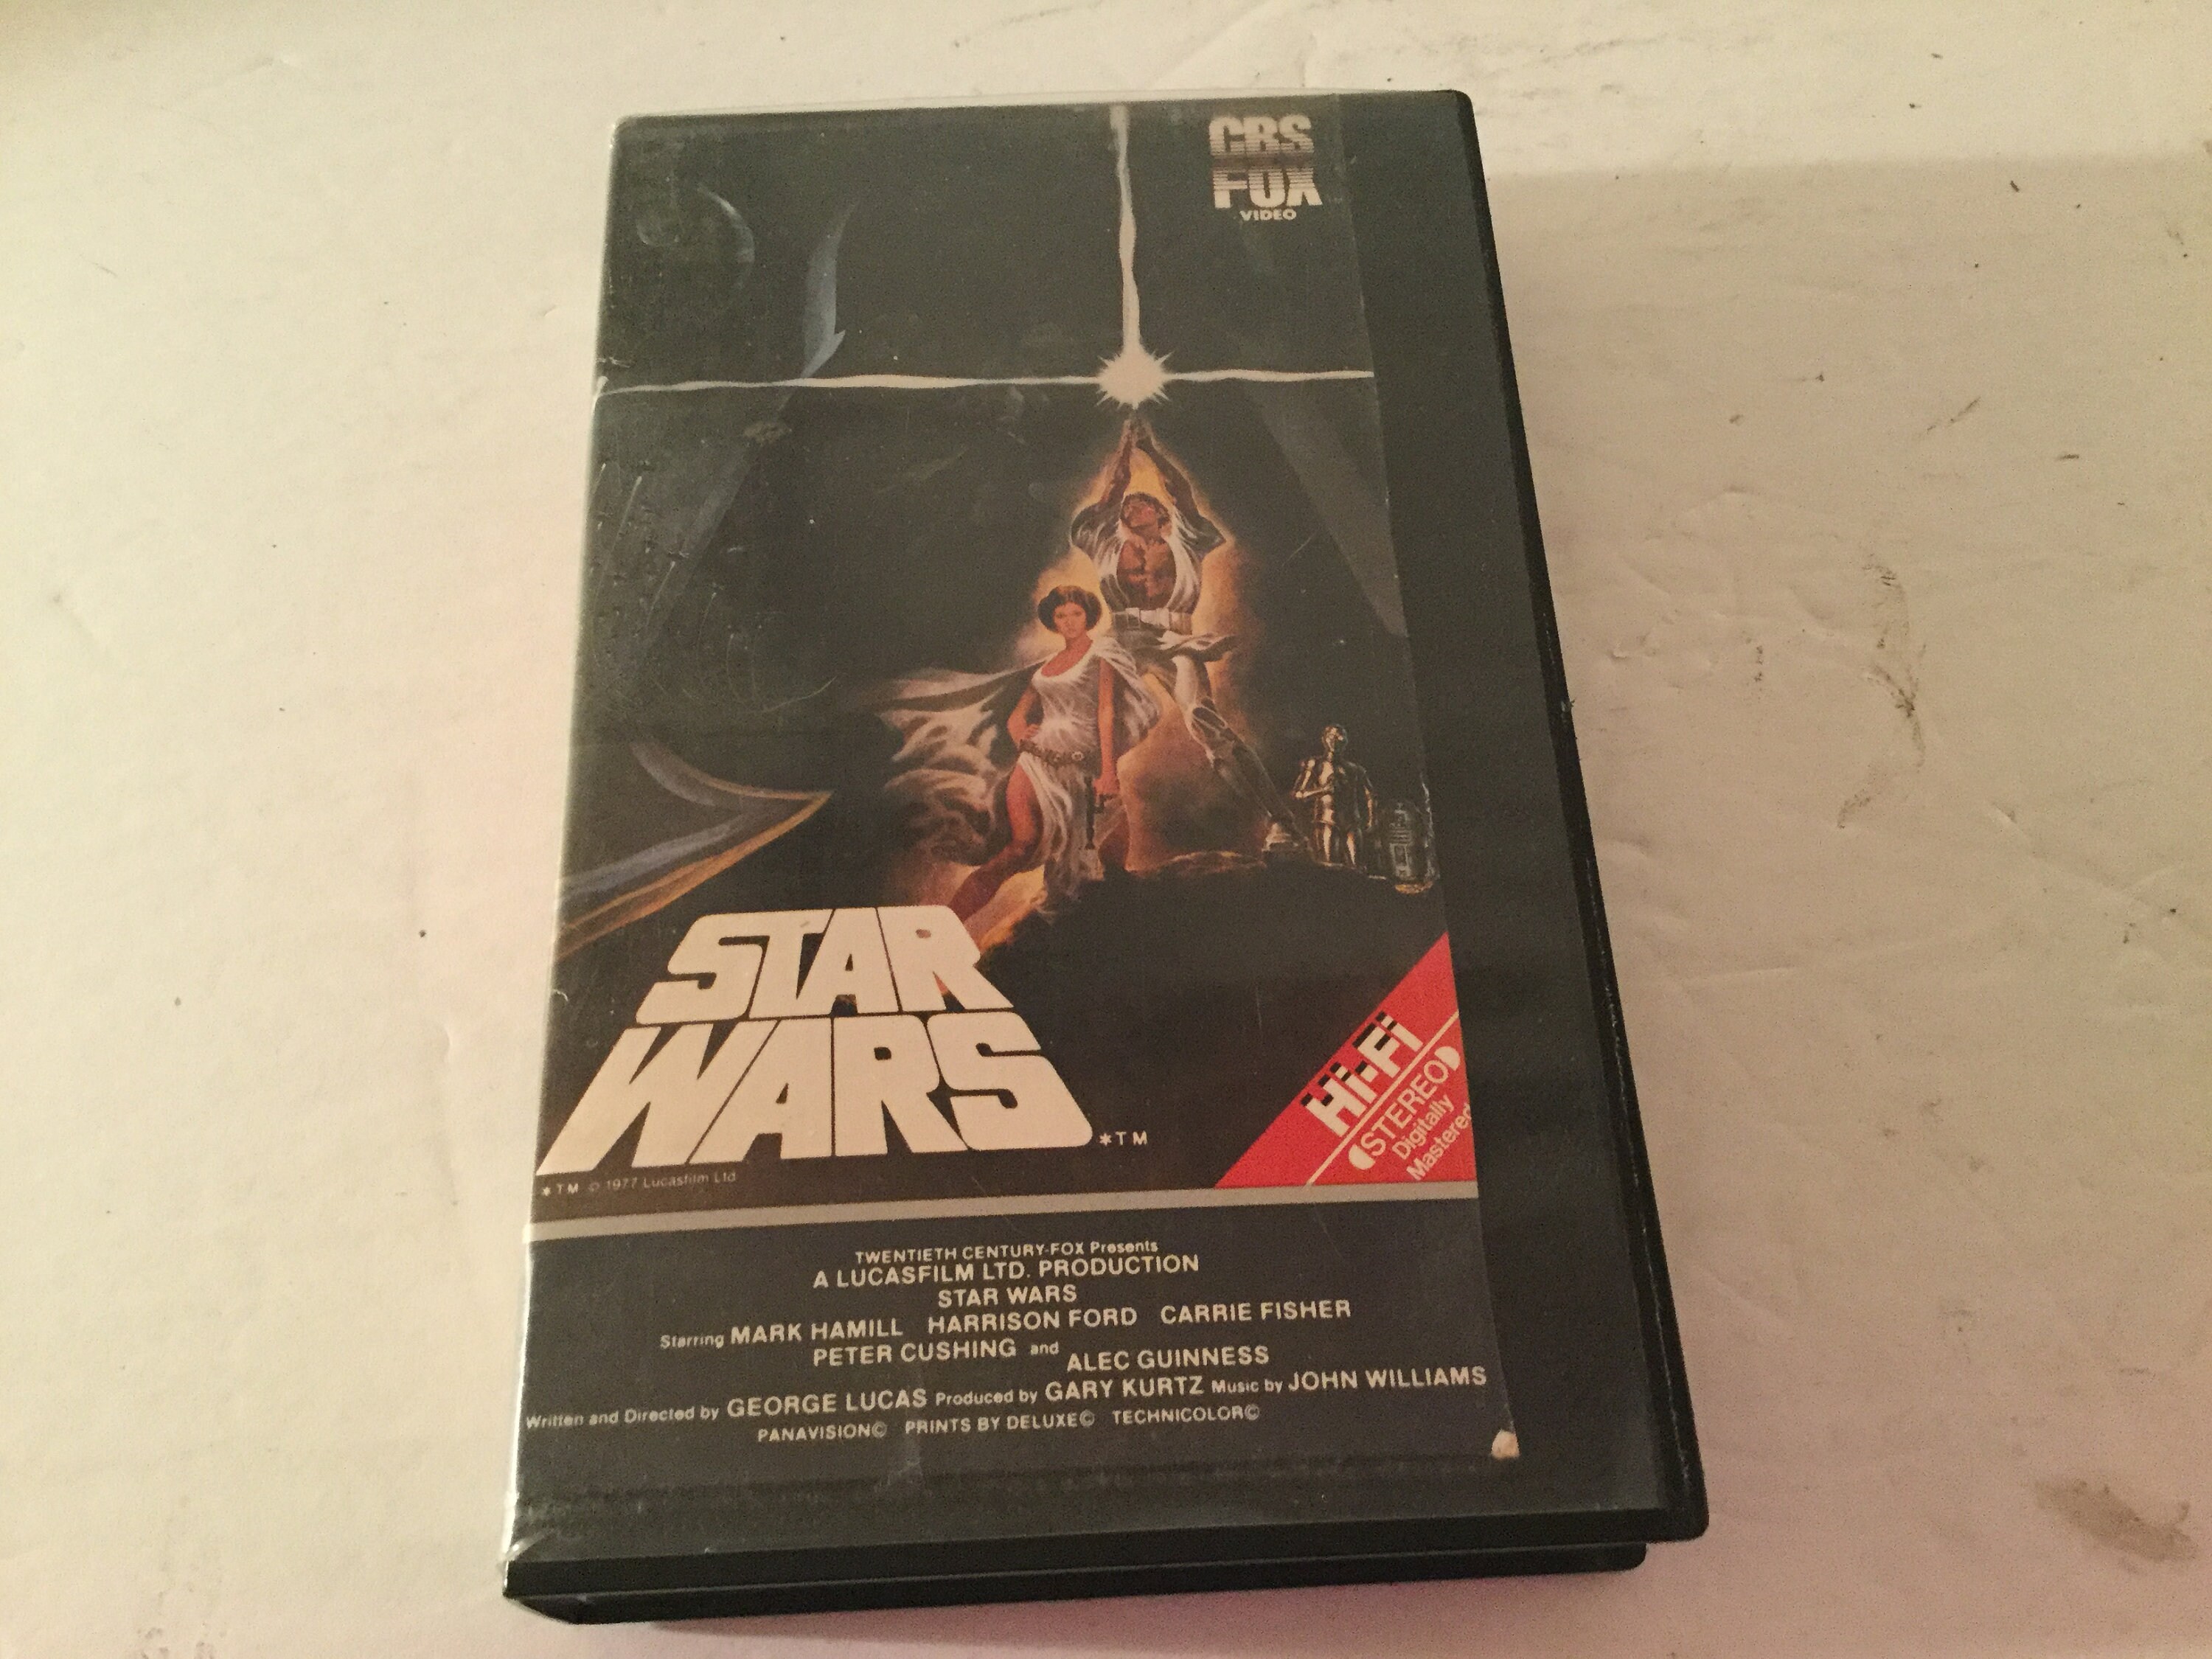 CBS
FOX
VIDEO
STAR
WARS
*TM
*TM © 1977 Lucasfilm Ltd
Hi-Fi
STEREO
Digitally
Mastered
TWENTIETH CENTURY-FOX Presents
A LUCASFILM LTD. PRODUCTION
STAR WARS
Starring MARK HAMILL HARRISON FORD CARRIE FISHER
PETER CUSHING and ALEC GUINNESS
Written and Directed by GEORGE LUCAS Produced by GARY KURTZ Music by JOHN WILLIAMS
PANAVISION© PRINTS BY DELUXE© TECHNICOLOR©